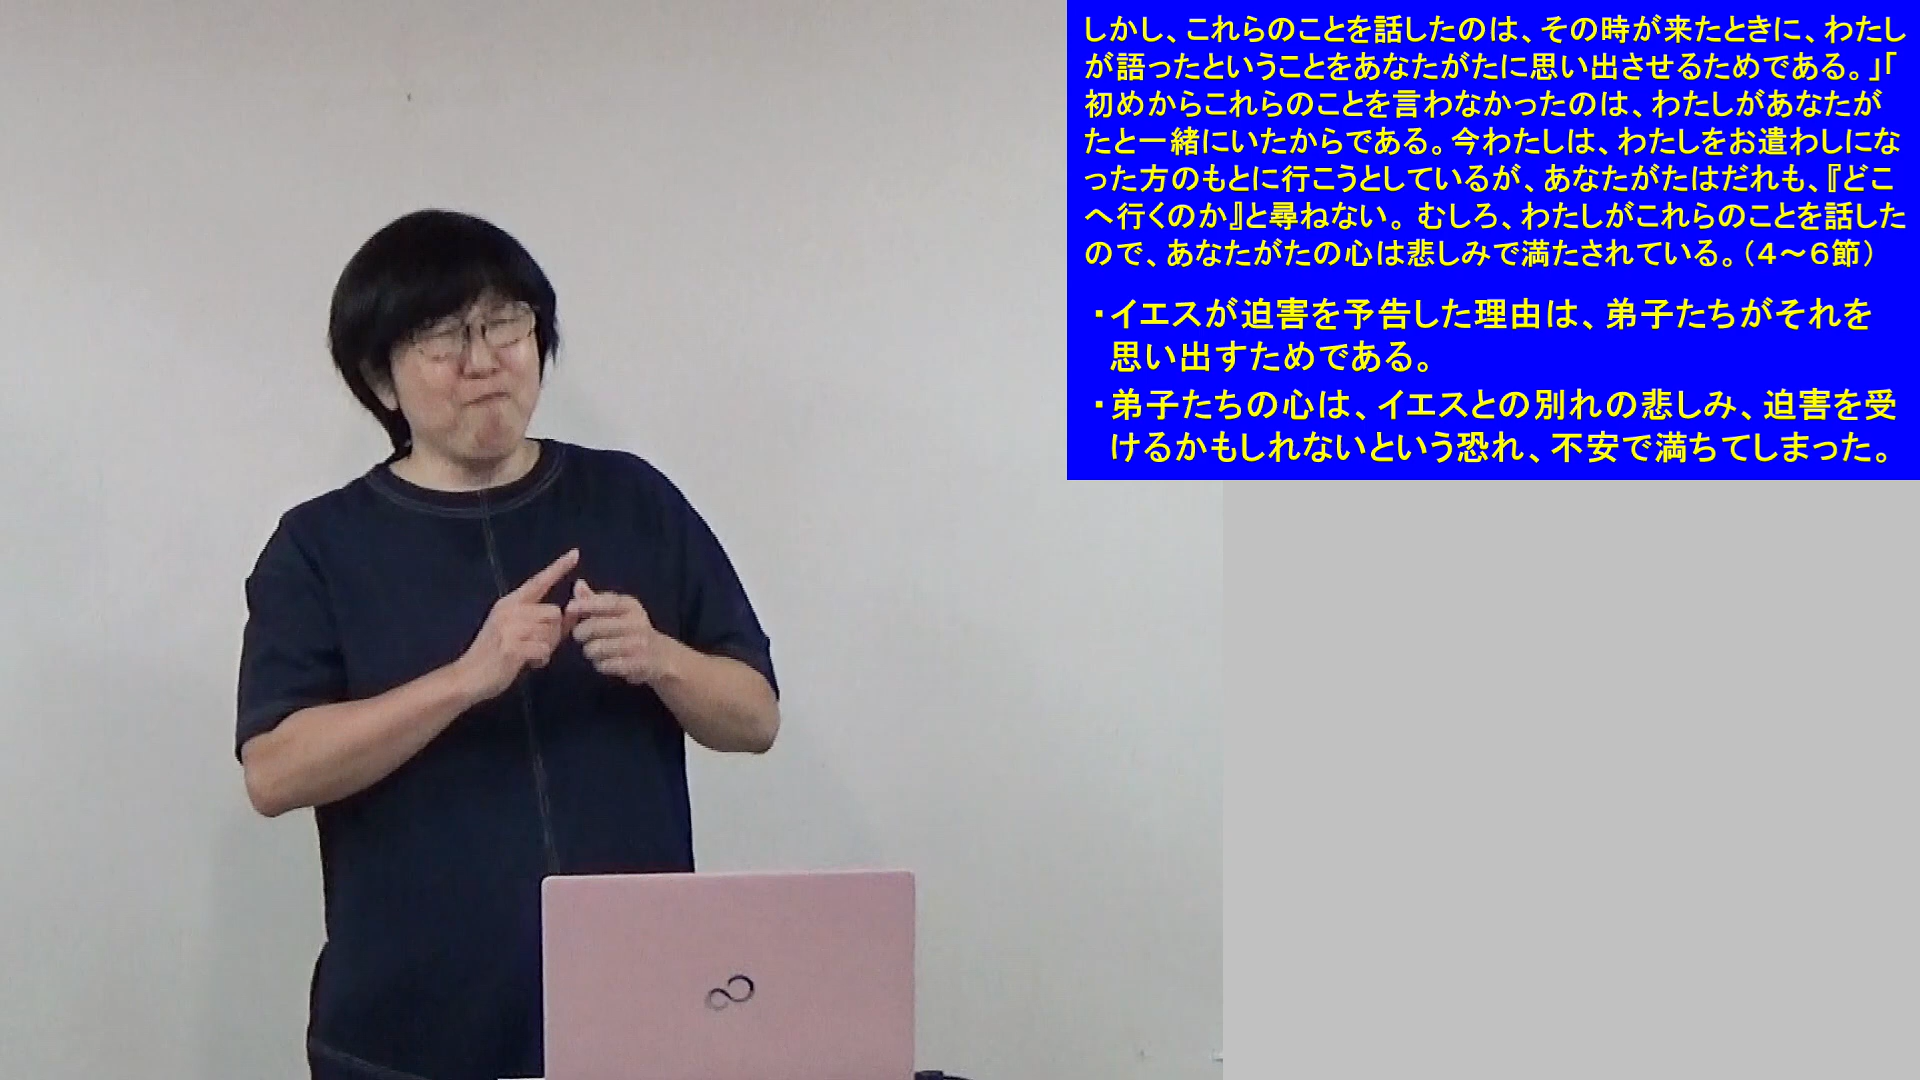 しかし、これらのことを話したのは、その時が来たときに、わたし
が語ったということをあなたがたに思い出させるためである。」「
初めからこれらのことを言わなかったのは、わたしがあなたが
たと一緒にいたからである。今わたしは、わたしをお遣わしにな
った方のもとに行こうとしているが、あなたがたはだれも、『どこ
へ行くのか』と尋ねない。むしろ、わたしがこれらのことを話した
ので、あなたがたの心は悲しみで満たされている。（４～６節）
・イエスが迫害を予告した理由は、弟子たちがそれを
思い出すためである。
・弟子たちの心は、イエスとの別れの悲しみ、迫害を受
けるかもしれないという恐れ、不安で満ちてしまった。